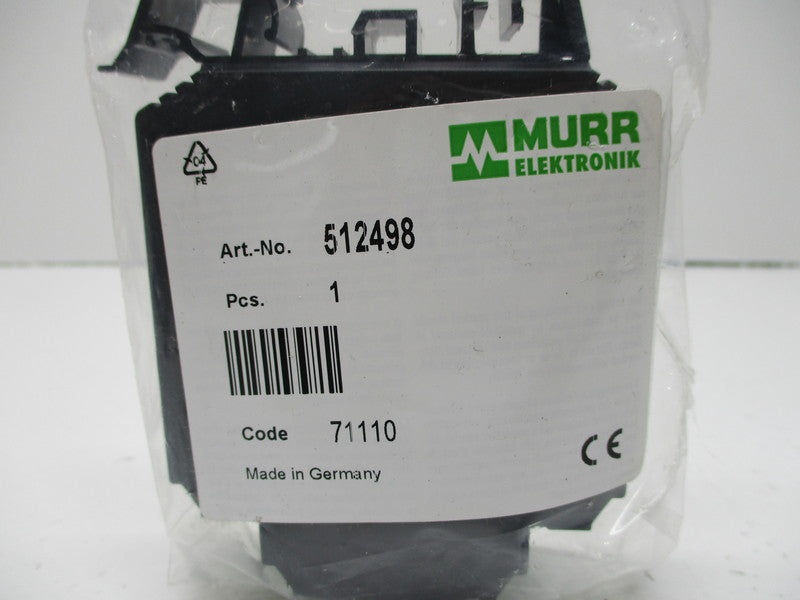 MURR
ELEKTRONIK
04
PE
Art.-No. 512498
Pcs. 1
Code 71110
CE
Made in Germany